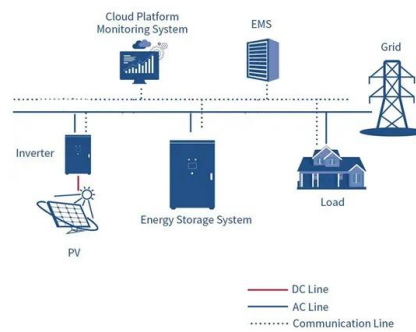 Cloud Platform
Monitoring System
EMS
Grid
Inverter
Energy Storage System
Load
PV
DC Line
AC Line
Communication Line